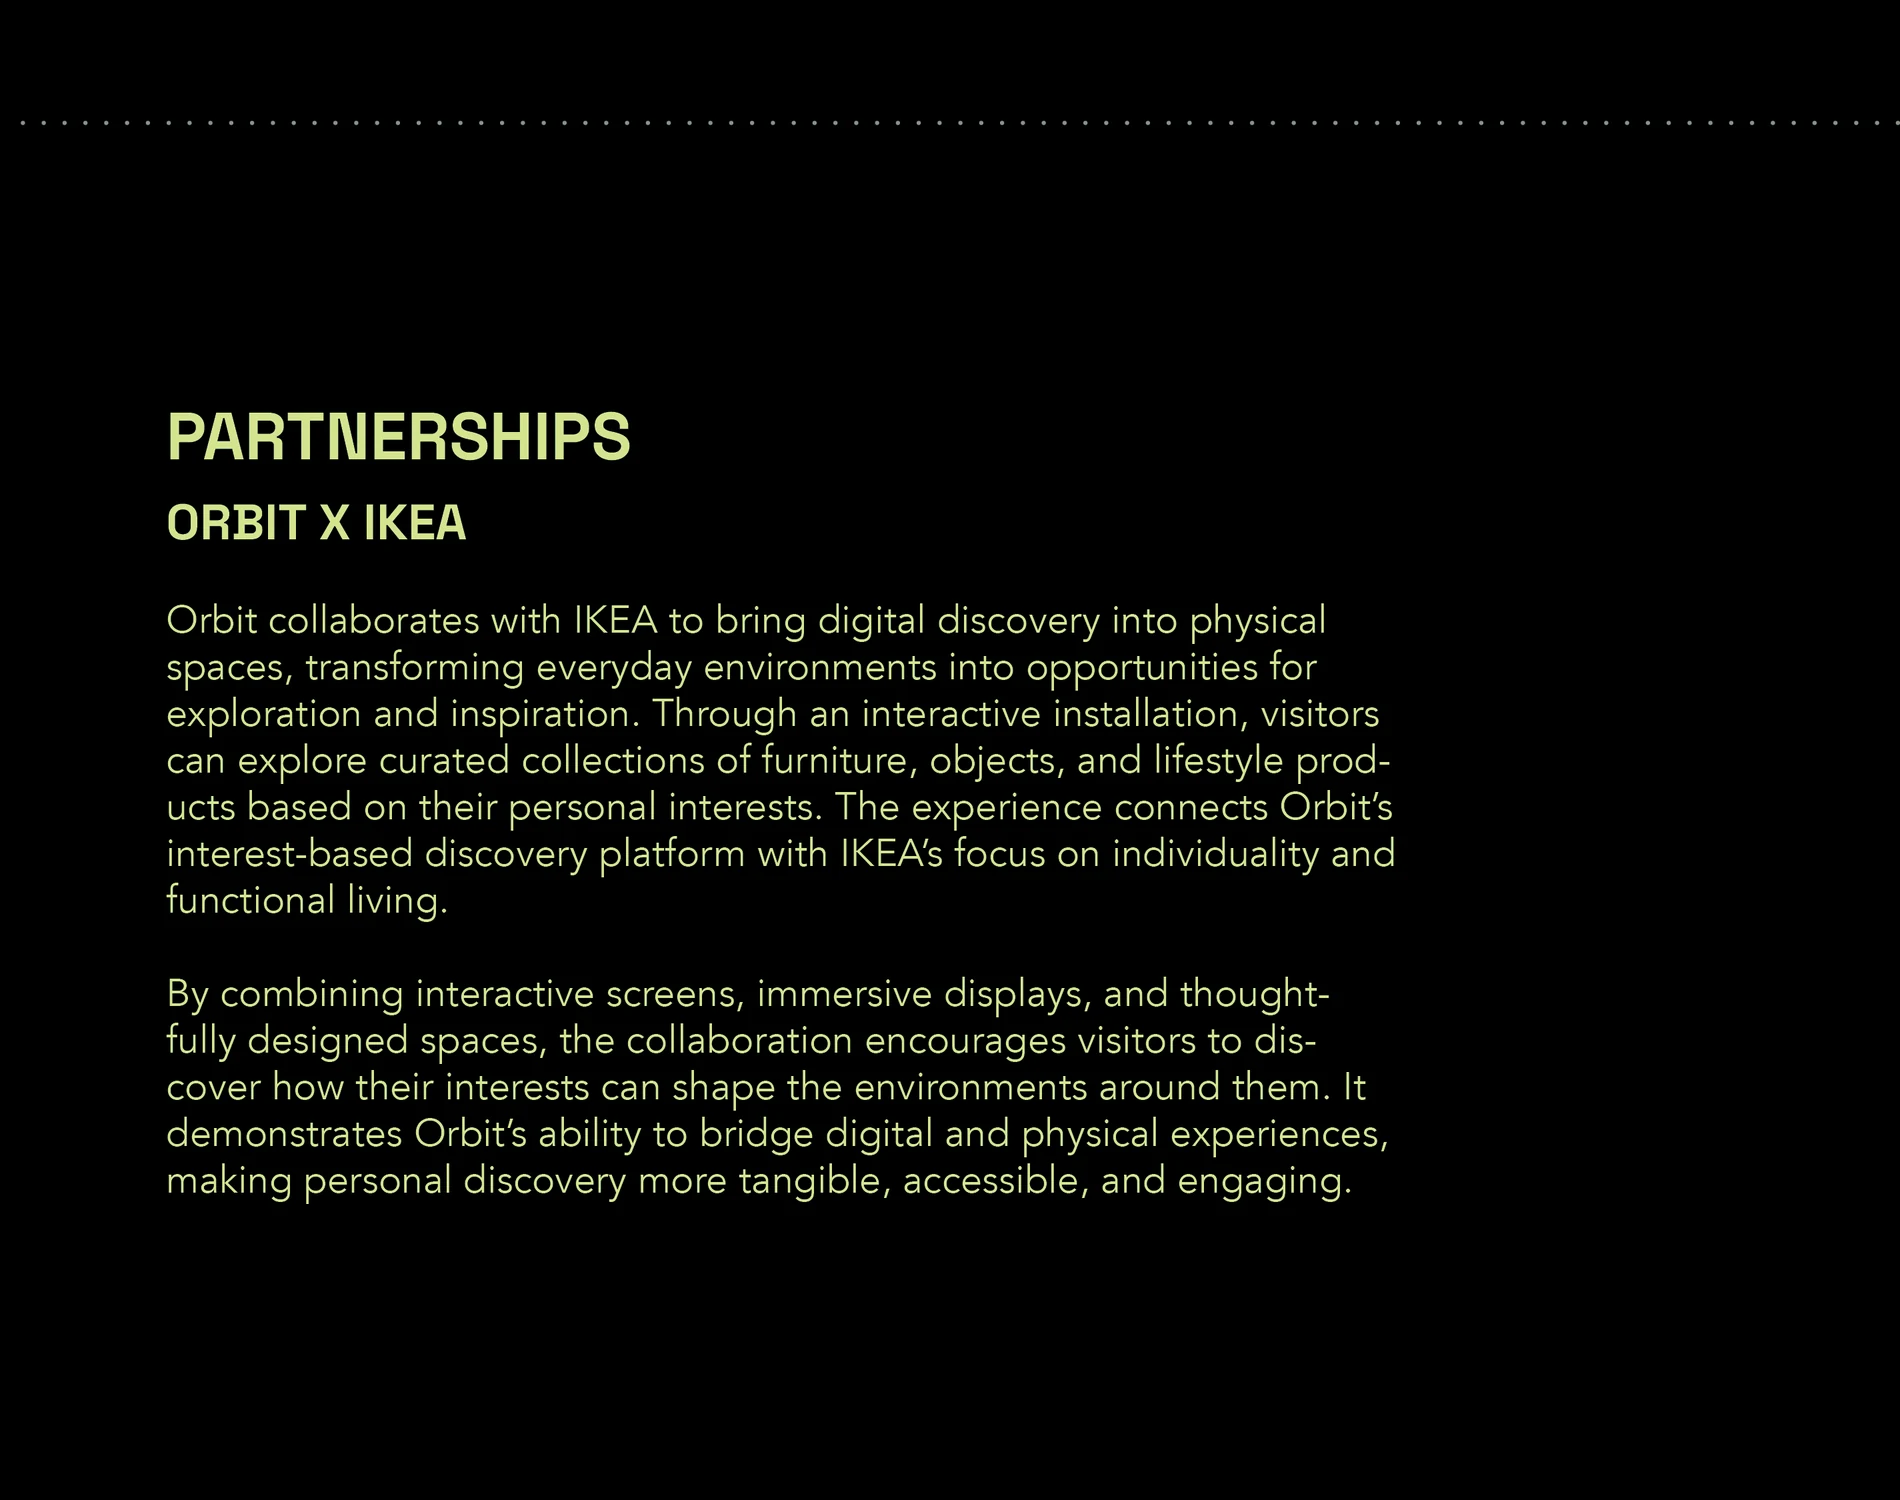 PARTNERSHIPS
ORBIT X IKEA
Orbit collaborates with IKEA to bring digital discovery into physical
spaces, transforming everyday environments into opportunities for
exploration and inspiration. Through an interactive installation, visitors
can explore curated collections of furniture, objects, and lifestyle prod-
ucts based on their personal interests. The experience connects Orbit’s
interest-based discovery platform with IKEA’s focus on individuality and
functional living.
By combining interactive screens, immersive displays, and thought-
fully designed spaces, the collaboration encourages visitors to dis-
cover how their interests can shape the environments around them. It
demonstrates Orbit’s ability to bridge digital and physical experiences,
making personal discovery more tangible, accessible, and engaging.